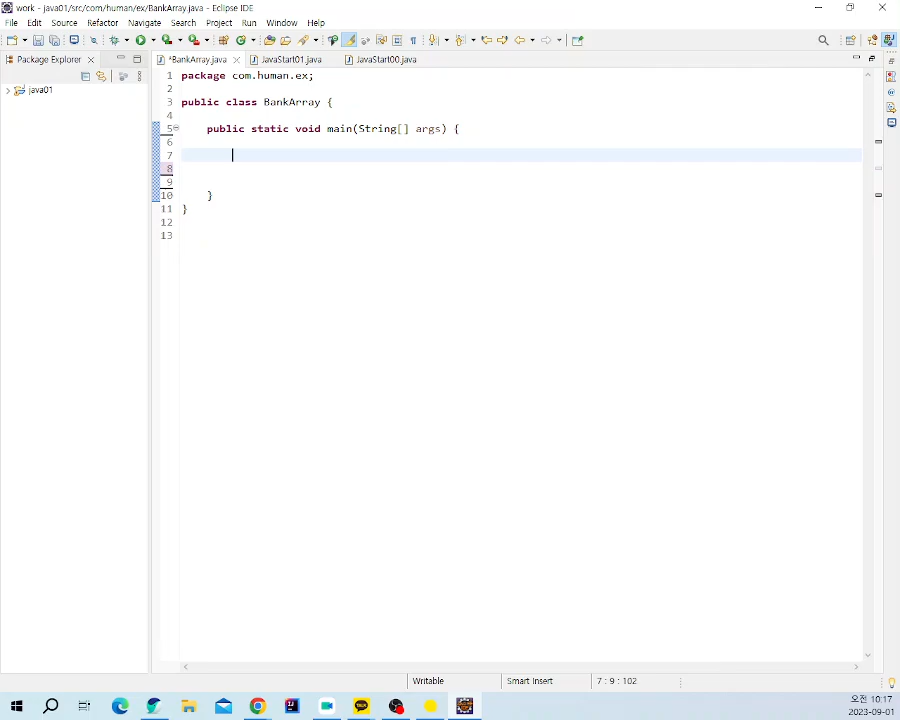 work - java01/src/com/human/ex/BankArray.java - Eclipse IDE
File Edit Source Refactor Navigate Search Project Run Window Help
Package Explorer
*BankArray.java JavaStart01.java JavaStart00.java
java01
1 package com.human.ex;
2
3 public class BankArray {
4
5 public static void main(String[] args) {
6
7
8
9
10 }
11 }
12
13
Writable Smart Insert 7 : 9 : 102
TALK
오전 10:17
2023-09-01